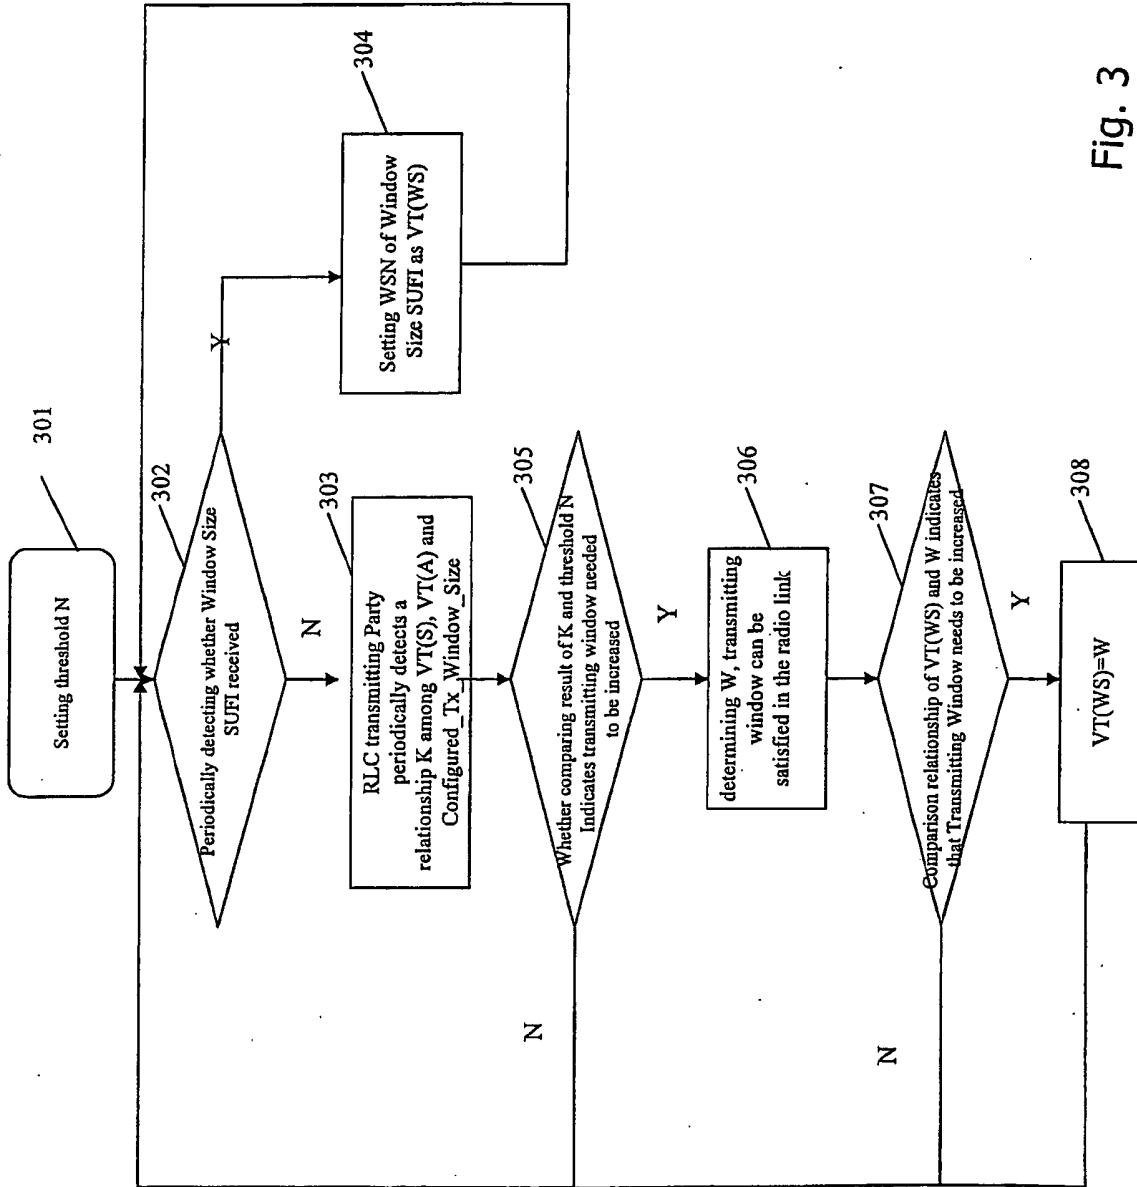 301
Setting threshold N
302
Periodically detecting whether Window Size
SUFI received
Y
304
Setting WSN of Window
Size SUFI as VT(WS)
N
303
RLC transmitting Party
periodically detects a
relationship K among VT(S), VT(A) and
Configured_Tx_Window_Size
305
Whether comparing result of K and threshold N
Indicates transmitting window needed
to be increased
N
Y
306
determining W, transmitting
window can be
satisfied in the radio link
307
Comparison relationship of VT(WS) and W indicates
that Transmitting Window needs to be increased
N
Y
308
VT(WS)=W
Fig. 3